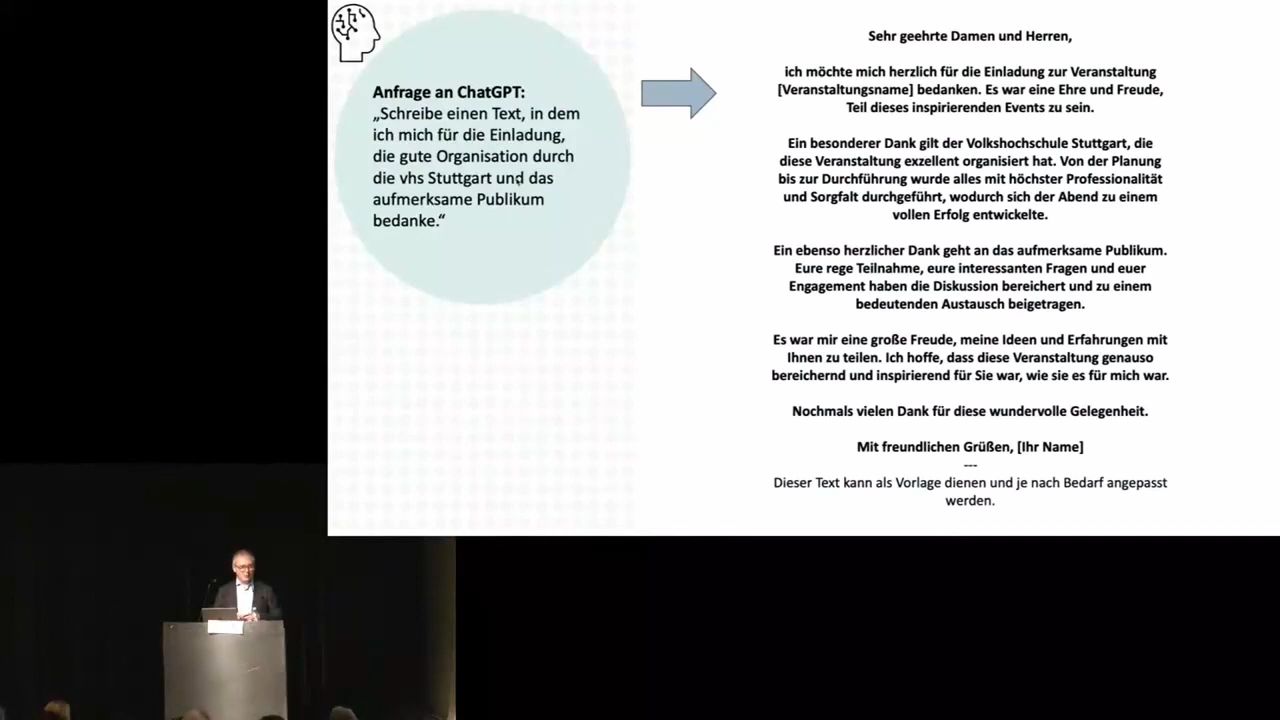 Anfrage an ChatGPT:
„Schreibe einen Text, in dem
ich mich für die Einladung,
die gute Organisation durch
die vhs Stuttgart und das
aufmerksame Publikum
bedanke.“
Sehr geehrte Damen und Herren,
ich möchte mich herzlich für die Einladung zur Veranstaltung
[Veranstaltungsname] bedanken. Es war eine Ehre und Freude,
Teil dieses inspirierenden Events zu sein.
Ein besonderer Dank gilt der Volkshochschule Stuttgart, die
diese Veranstaltung exzellent organisiert hat. Von der Planung
bis zur Durchführung wurde alles mit höchster Professionalität
und Sorgfalt durchgeführt, wodurch sich der Abend zu einem
vollen Erfolg entwickelte.
Ein ebenso herzlicher Dank geht an das aufmerksame Publikum.
Eure rege Teilnahme, eure interessanten Fragen und euer
Engagement haben die Diskussion bereichert und zu einem
bedeutenden Austausch beigetragen.
Es war mir eine große Freude, meine Ideen und Erfahrungen mit
Ihnen zu teilen. Ich hoffe, dass diese Veranstaltung genauso
bereichernd und inspirierend für Sie war, wie sie es für mich war.
Nochmals vielen Dank für diese wundervolle Gelegenheit.
Mit freundlichen Grüßen, [Ihr Name]
---
Dieser Text kann als Vorlage dienen und je nach Bedarf angepasst
werden.